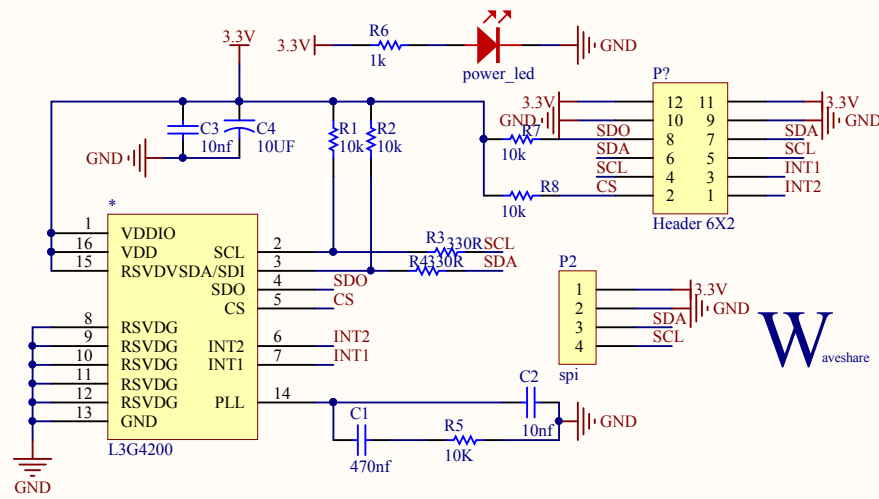 3.3V
3.3V
R6
1k
power_led
GND
C3
10nf
C4
10UF
GND
R1
10k
R2
10k
P?
3.3V
GND
SDO
SDA
SCL
CS
12 11
10 9
8 7
6 5
4 3
2 1
3.3V
GND
SDA
SCL
INT1
INT2
Header 6X2
R7
10k
R8
10k
*
1 VDDIO
16 VDD
15 RSVDV
8 RSVDG
9 RSVDG
10 RSVDG
11 RSVDG
12 RSVDG
13 GND
SCL 2
SDA/SDI 3
SDO 4
CS 5
INT2 6
INT1 7
PLL 14
L3G4200
GND
R3
330R
SCL
R4
330R
SDA
SDO
CS
INT2
INT1
P2
1
2
3
4
spi
3.3V
GND
SDA
SCL
Waveshare
C1
470nf
R5
10K
C2
10nf
GND